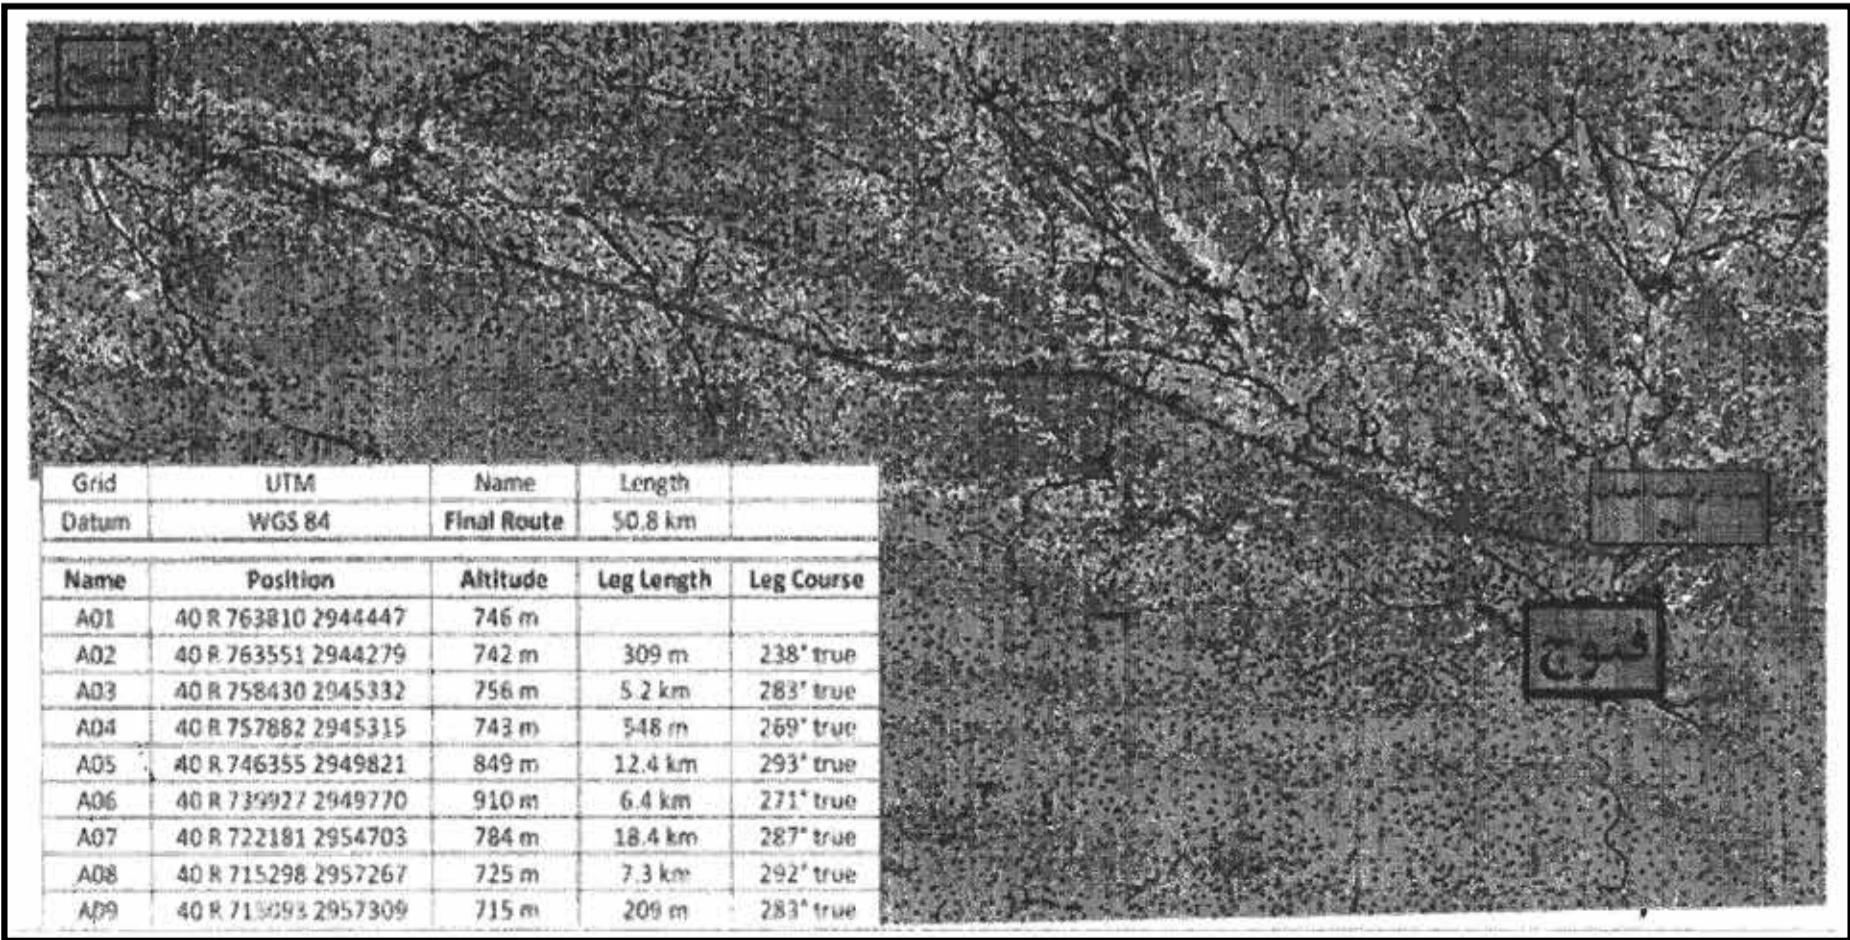 Grid UTM Name Length
Datum WGS 84 Final Route 50.8 km
Name Position Altitude Leg Length Leg Course
A01 40 R 763810 2944447 746 m
A02 40 R 763551 2944279 742 m 309 m 238° true
A03 40 R 758430 2945332 756 m 5.2 km 283° true
A04 40 R 757882 2945315 743 m 548 m 269° true
A05 40 R 746355 2949821 849 m 12.4 km 293° true
A06 40 R 739927 2949770 910 m 6.4 km 271° true
A07 40 R 722181 2954703 784 m 18.4 km 287° true
A08 40 R 715298 2957267 725 m 7.3 km 292° true
A09 40 R 2957309 715 m 209 m 283° true
فنوج